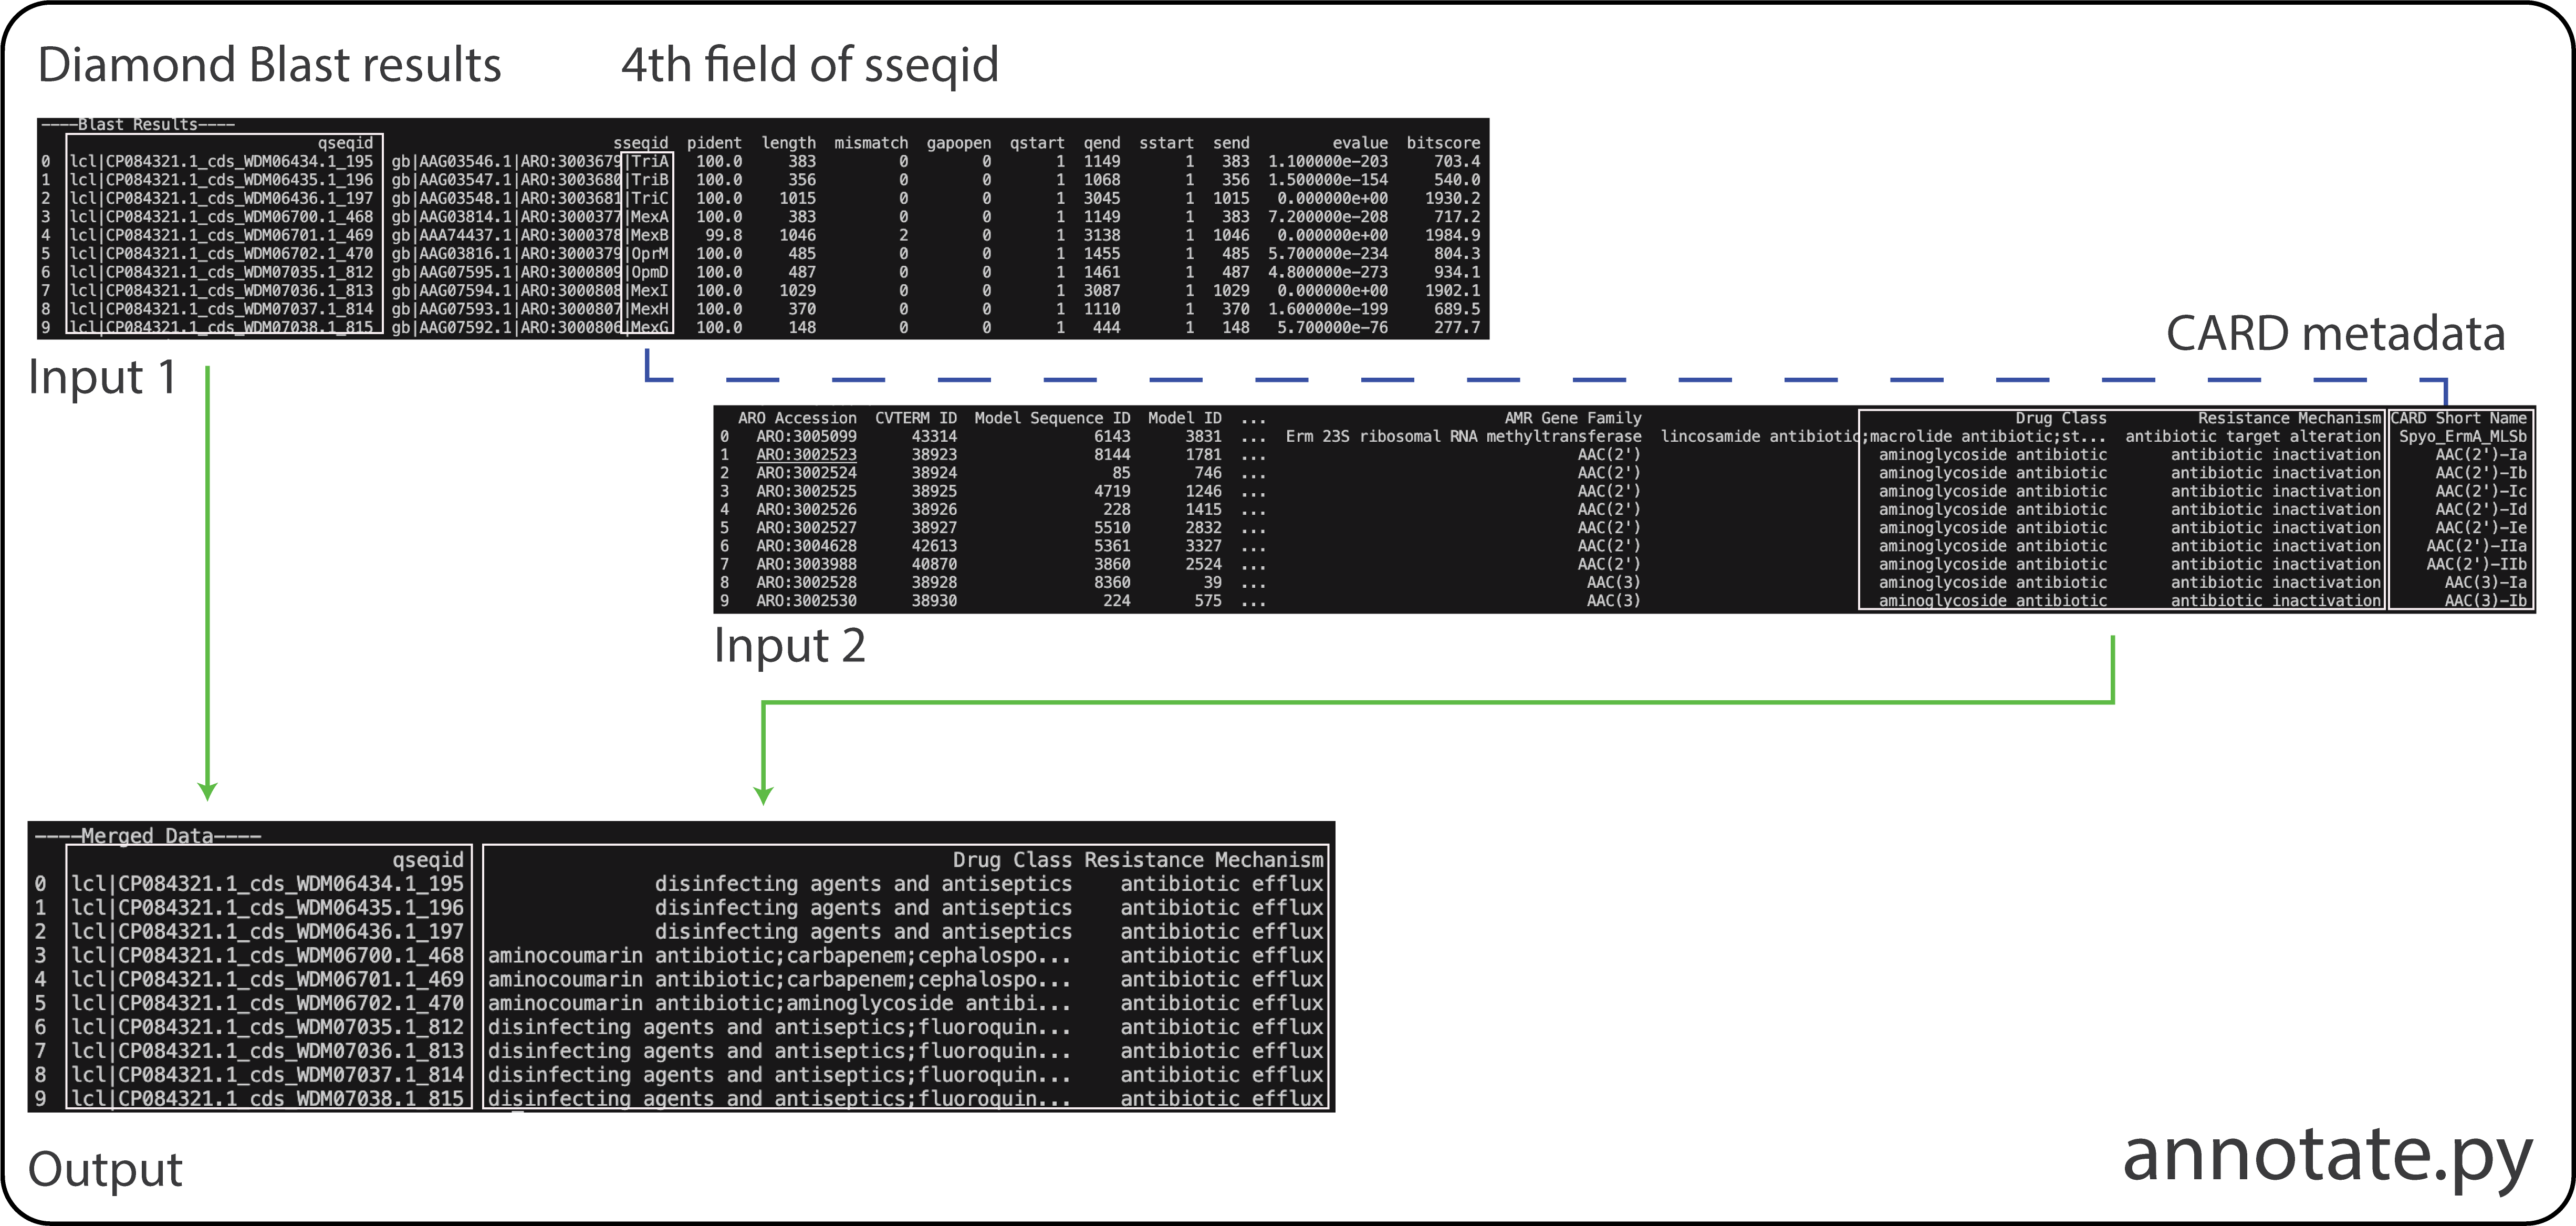 Diamond Blast results 4th field of sseqid
----Blast Results----
qseqid sseqid pident length mismatch gapopen qstart qend sstart send evalue bitscore
0 lcl|CP084321.1_cds_WDM06434.1_195 gb|AAG03546.1|ARO:3003679|TriA 100.0 383 0 0 1 1149 1 383 1.100000e-203 703.4
1 lcl|CP084321.1_cds_WDM06435.1_196 gb|AAG03547.1|ARO:3003680|TriB 100.0 356 0 0 1 1068 1 356 1.500000e-154 540.0
2 lcl|CP084321.1_cds_WDM06436.1_197 gb|AAG03548.1|ARO:3003681|TriC 100.0 1015 0 0 1 3045 1 1015 0.000000e+00 1930.2
3 lcl|CP084321.1_cds_WDM06700.1_468 gb|AAG03814.1|ARO:3000377|MexA 100.0 383 0 0 1 1149 1 383 7.200000e-208 717.2
4 lcl|CP084321.1_cds_WDM06701.1_469 gb|AAA74437.1|ARO:3000378|MexB 99.8 1046 2 0 1 3138 1 1046 0.000000e+00 1984.9
5 lcl|CP084321.1_cds_WDM06702.1_470 gb|AAG03816.1|ARO:3000379|OprM 100.0 485 0 0 1 1455 1 485 5.700000e-234 804.3
6 lcl|CP084321.1_cds_WDM07035.1_812 gb|AAG07595.1|ARO:3000809|OpmD 100.0 487 0 0 1 1461 1 487 4.800000e-273 934.1
7 lcl|CP084321.1_cds_WDM07036.1_813 gb|AAG07594.1|ARO:3000808|MexI 100.0 1029 0 0 1 3087 1 1029 0.000000e+00 1902.1
8 lcl|CP084321.1_cds_WDM07037.1_814 gb|AAG07593.1|ARO:3000807|MexH 100.0 370 0 0 1 1110 1 370 1.600000e-199 689.5
9 lcl|CP084321.1_cds_WDM07038.1_815 gb|AAG07592.1|ARO:3000806|MexG 100.0 148 0 0 1 444 1 148 5.700000e-76 277.7
Input 1
CARD metadata
ARO Accession CVTERM ID Model Sequence ID Model ID ... AMR Gene Family Drug Class Resistance Mechanism CARD Short Name
0 ARO:3005099 43314 6143 3831 ... Erm 23S ribosomal RNA methyltransferase lincosamide antibiotic;macrolide antibiotic;st... antibiotic target alteration Spyo_ErmA_MLSb
1 ARO:3002523 38923 8144 1781 ... AAC(2') aminoglycoside antibiotic antibiotic inactivation AAC(2')-Ia
2 ARO:3002524 38924 85 746 ... AAC(2') aminoglycoside antibiotic antibiotic inactivation AAC(2')-Ib
3 ARO:3002525 38925 4719 1246 ... AAC(2') aminoglycoside antibiotic antibiotic inactivation AAC(2')-Ic
4 ARO:3002526 38926 228 1415 ... AAC(2') aminoglycoside antibiotic antibiotic inactivation AAC(2')-Id
5 ARO:3002527 38927 5510 2832 ... AAC(2') aminoglycoside antibiotic antibiotic inactivation AAC(2')-Ie
6 ARO:3004628 42613 5361 3327 ... AAC(2') aminoglycoside antibiotic antibiotic inactivation AAC(2')-IIa
7 ARO:3003988 40870 3860 2524 ... AAC(2') aminoglycoside antibiotic antibiotic inactivation AAC(2')-IIb
8 ARO:3002528 38928 8360 39 ... AAC(3) aminoglycoside antibiotic antibiotic inactivation AAC(3)-Ia
9 ARO:3002530 38930 224 575 ... AAC(3) aminoglycoside antibiotic antibiotic inactivation AAC(3)-Ib
Input 2
----Merged Data----
qseqid Drug Class Resistance Mechanism
0 lcl|CP084321.1_cds_WDM06434.1_195 disinfecting agents and antiseptics antibiotic efflux
1 lcl|CP084321.1_cds_WDM06435.1_196 disinfecting agents and antiseptics antibiotic efflux
2 lcl|CP084321.1_cds_WDM06436.1_197 disinfecting agents and antiseptics antibiotic efflux
3 lcl|CP084321.1_cds_WDM06700.1_468 aminocoumarin antibiotic;carbapenem;cephalospo... antibiotic efflux
4 lcl|CP084321.1_cds_WDM06701.1_469 aminocoumarin antibiotic;carbapenem;cephalospo... antibiotic efflux
5 lcl|CP084321.1_cds_WDM06702.1_470 aminocoumarin antibiotic;aminoglycoside antibi... antibiotic efflux
6 lcl|CP084321.1_cds_WDM07035.1_812 disinfecting agents and antiseptics;fluoroquin... antibiotic efflux
7 lcl|CP084321.1_cds_WDM07036.1_813 disinfecting agents and antiseptics;fluoroquin... antibiotic efflux
8 lcl|CP084321.1_cds_WDM07037.1_814 disinfecting agents and antiseptics;fluoroquin... antibiotic efflux
9 lcl|CP084321.1_cds_WDM07038.1_815 disinfecting agents and antiseptics;fluoroquin... antibiotic efflux
Output
annotate.py